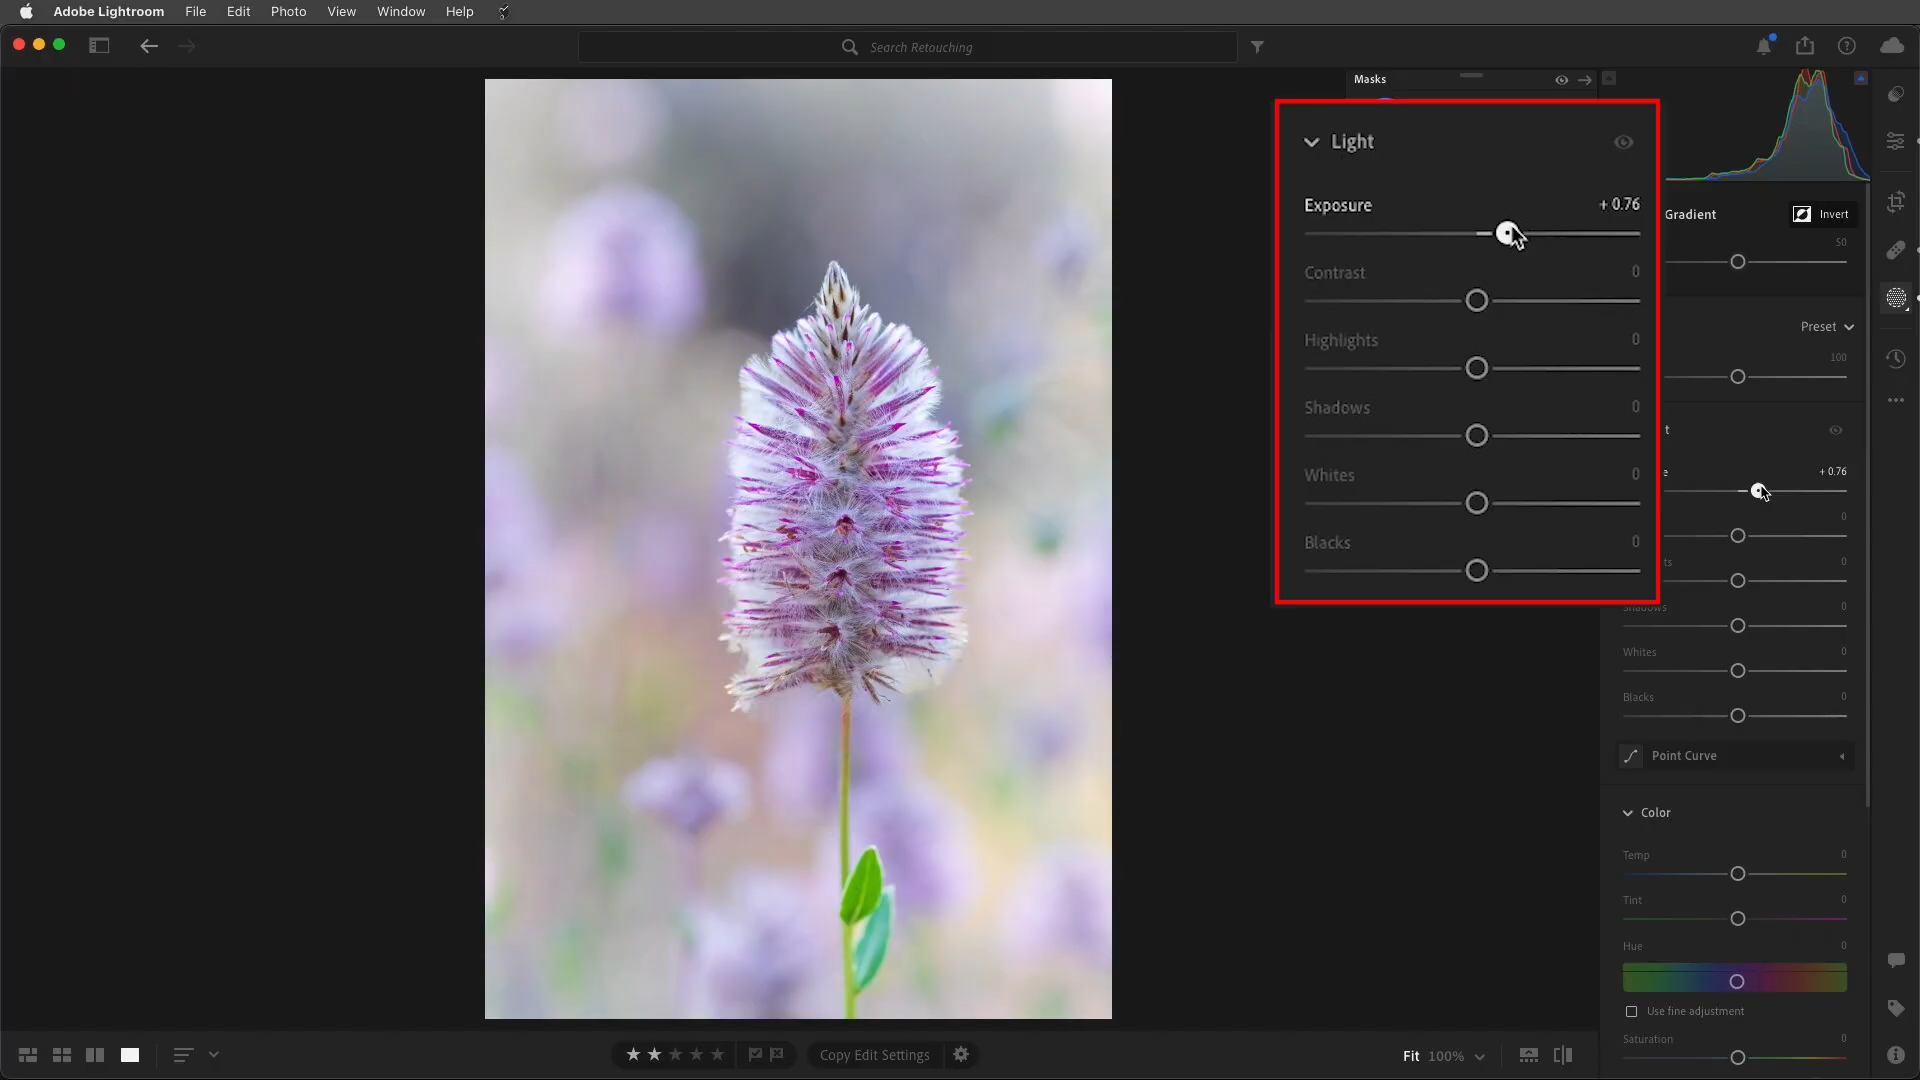 Adobe Lightroom File Edit Photo View Window Help
Search Retouching
Masks
Light
Exposure + 0.76
Contrast 0
Highlights 0
Shadows 0
Whites 0
Blacks 0
Gradient Invert
50
Preset
100
t
e + 0.76
0
ts 0
Shadows 0
Whites 0
Blacks 0
Point Curve
Color
Temp 0
Tint 0
Hue 0
Use fine adjustment
Saturation 0
Copy Edit Settings
Fit 100%